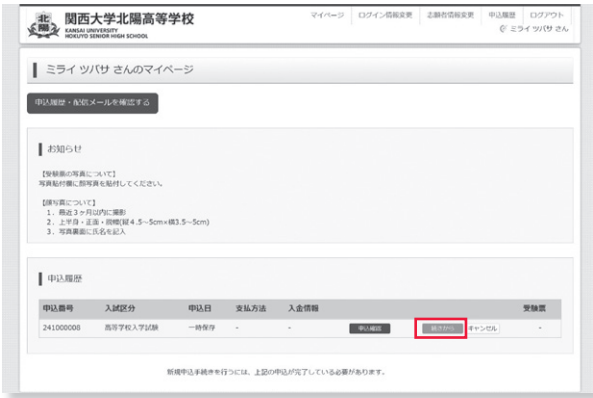 北陽
関西大学北陽高等学校
KANSAI UNIVERSITY
HOKUYO SENIOR HIGH SCHOOL
マイページ ログイン情報変更 志願者情報変更 申込履歴 ログアウト
ミライ ツバサ さん
ミライ ツバサ さんのマイページ
申込履歴・配信メールを確認する
お知らせ
【受験票の写真について】
写真貼付欄に顔写真を貼付してください。
【顔写真について】
1. 最近3ヶ月以内に撮影
2. 上半身・正面・脱帽(縦4.5~5cm×横3.5~5cm)
3. 写真裏面に氏名を記入
申込履歴
申込番号 入試区分 申込日 支払方法 入金情報 受験票
241000008 高等学校入学試験 一時保存 - - 申込確認 続きから キャンセル -
新規申込手続きを行うには、上記の申込が完了している必要があります。